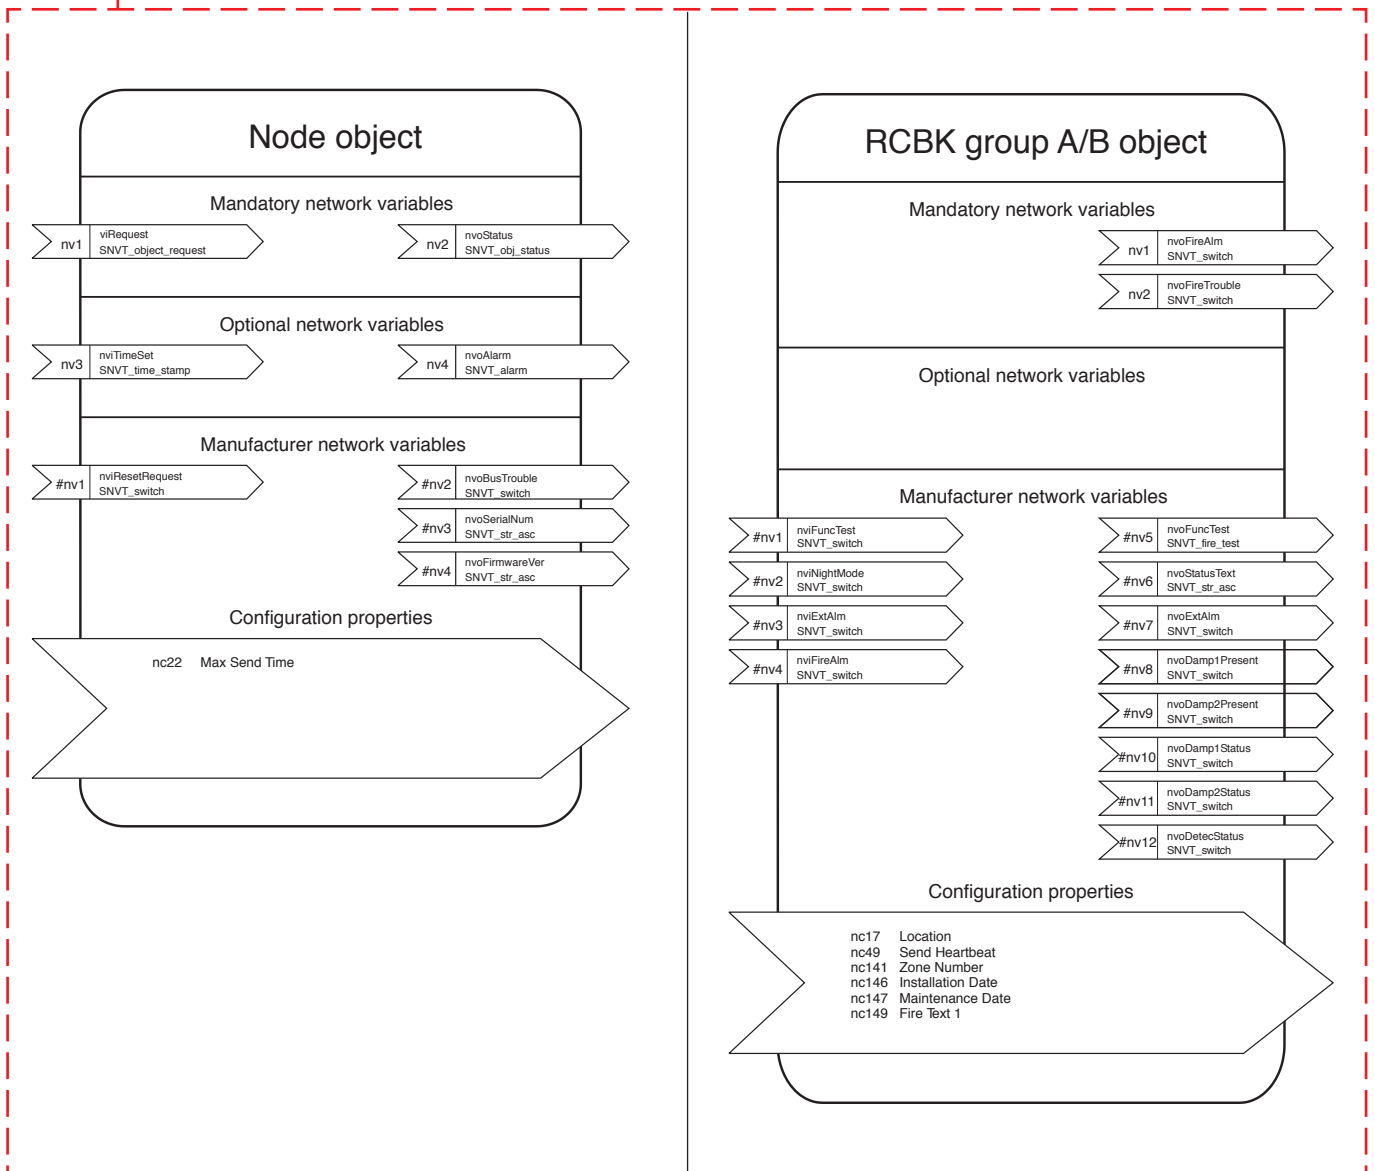 Node object
Mandatory network variables
nv1
viRequest
SNVT_object_request
nv2
nvoStatus
SNVT_obj_status
Optional network variables
nv3
nviTimeSet
SNVT_time_stamp
nv4
nvoAlarm
SNVT_alarm
Manufacturer network variables
#nv1
nviResetRequest
SNVT_switch
#nv2
nvoBusTrouble
SNVT_switch
#nv3
nvoSerialNum
SNVT_str_asc
#nv4
nvoFirmwareVer
SNVT_str_asc
Configuration properties
nc22 Max Send Time
RCBK group A/B object
Mandatory network variables
nv1
nvoFireAlm
SNVT_switch
nv2
nvoFireTrouble
SNVT_switch
Optional network variables
Manufacturer network variables
#nv1
nviFuncTest
SNVT_switch
#nv2
nviNightMode
SNVT_switch
#nv3
nviExtAlm
SNVT_switch
#nv4
nviFireAlm
SNVT_switch
#nv5
nvoFuncTest
SNVT_fire_test
#nv6
nvoStatusText
SNVT_str_asc
#nv7
nvoExtAlm
SNVT_switch
#nv8
nvoDamp1Present
SNVT_switch
#nv9
nvoDamp2Present
SNVT_switch
#nv10
nvoDamp1Status
SNVT_switch
#nv11
nvoDamp2Status
SNVT_switch
#nv12
nvoDetecStatus
SNVT_switch
Configuration properties
nc17 Location
nc49 Send Heartbeat
nc141 Zone Number
nc146 Installation Date
nc147 Maintenance Date
nc149 Fire Text 1